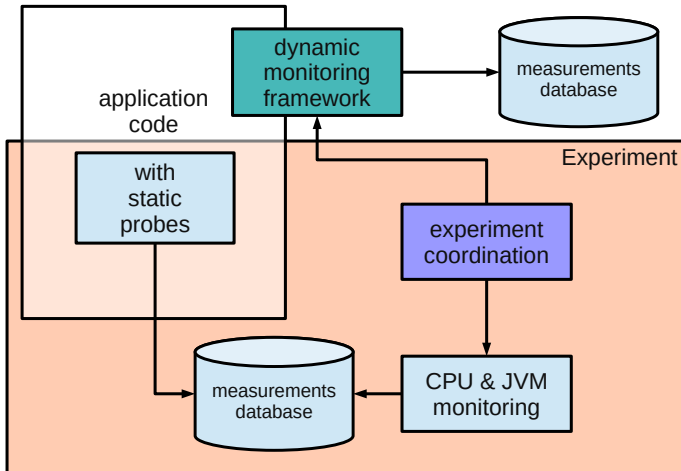 dynamic
monitoring
framework
measurements
database
application
code
Experiment
with
static
probes
experiment
coordination
CPU & JVM
monitoring
measurements
database